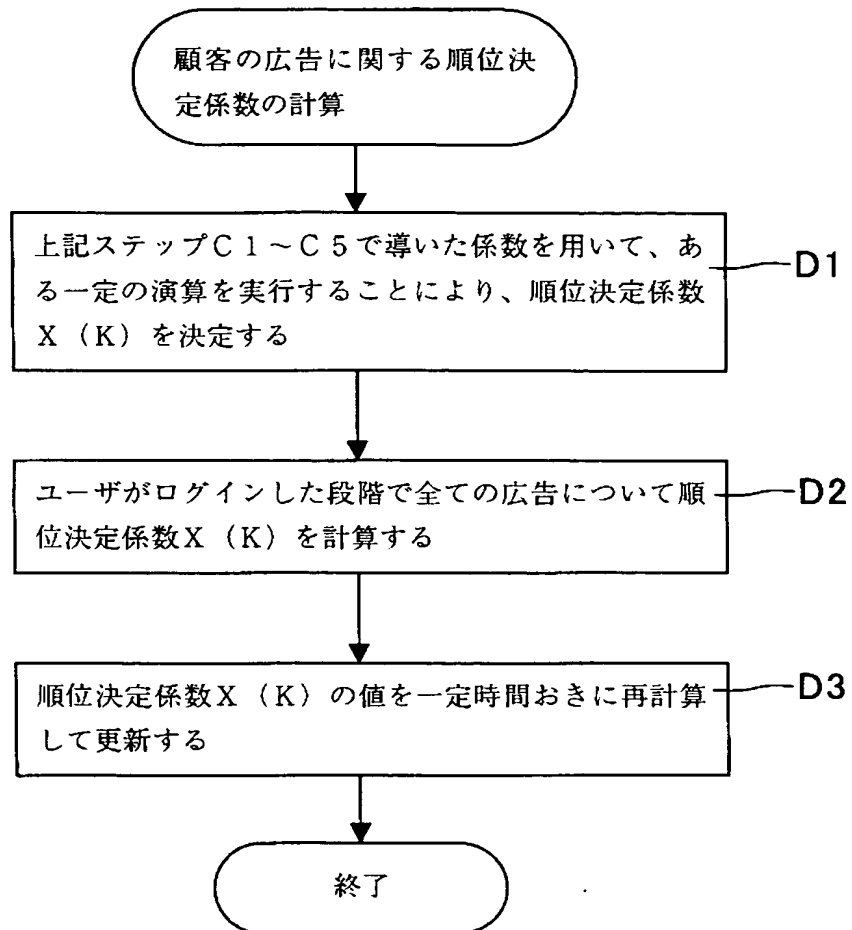 顧客の広告に関する順位決
定係数の計算
上記ステップC1～C5で導いた係数を用いて、あ
る一定の演算を実行することにより、順位決定係数
X（K）を決定する
D1
ユーザがログインした段階で全ての広告について順
位決定係数X（K）を計算する
D2
順位決定係数X（K）の値を一定時間おきに再計算
して更新する
D3
終了